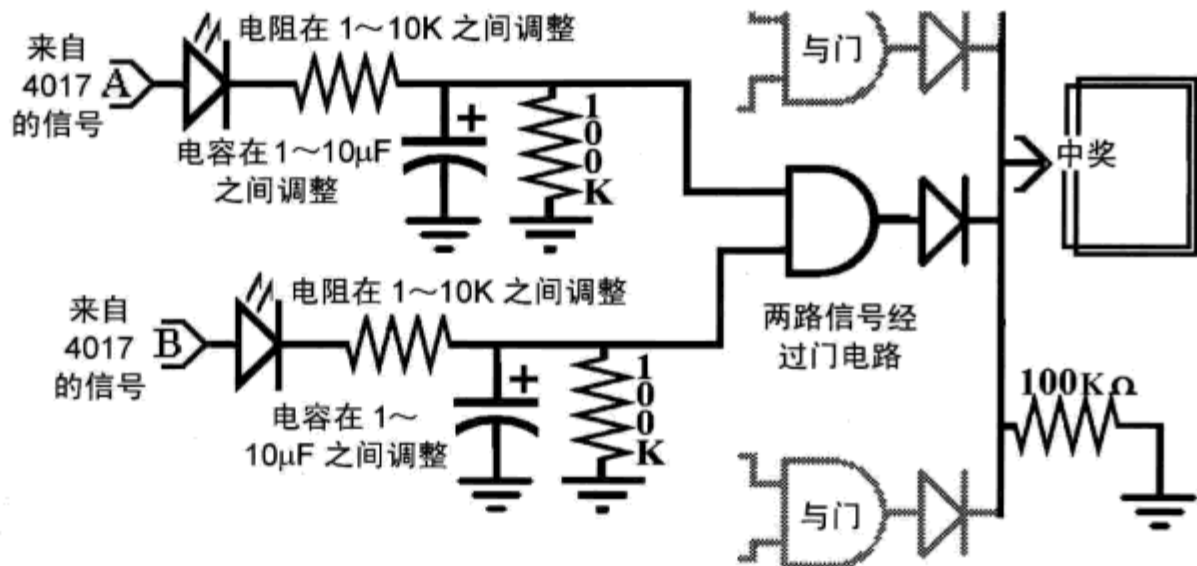 来自
4017
的信号
A
电阻在 1～10K 之间调整
电容在 1～10μF
之间调整
100K
与门
中奖
来自
4017
的信号
B
电阻在 1～10K 之间调整
电容在 1～
10μF 之间调整
100K
两路信号经
过门电路
100KΩ
与门